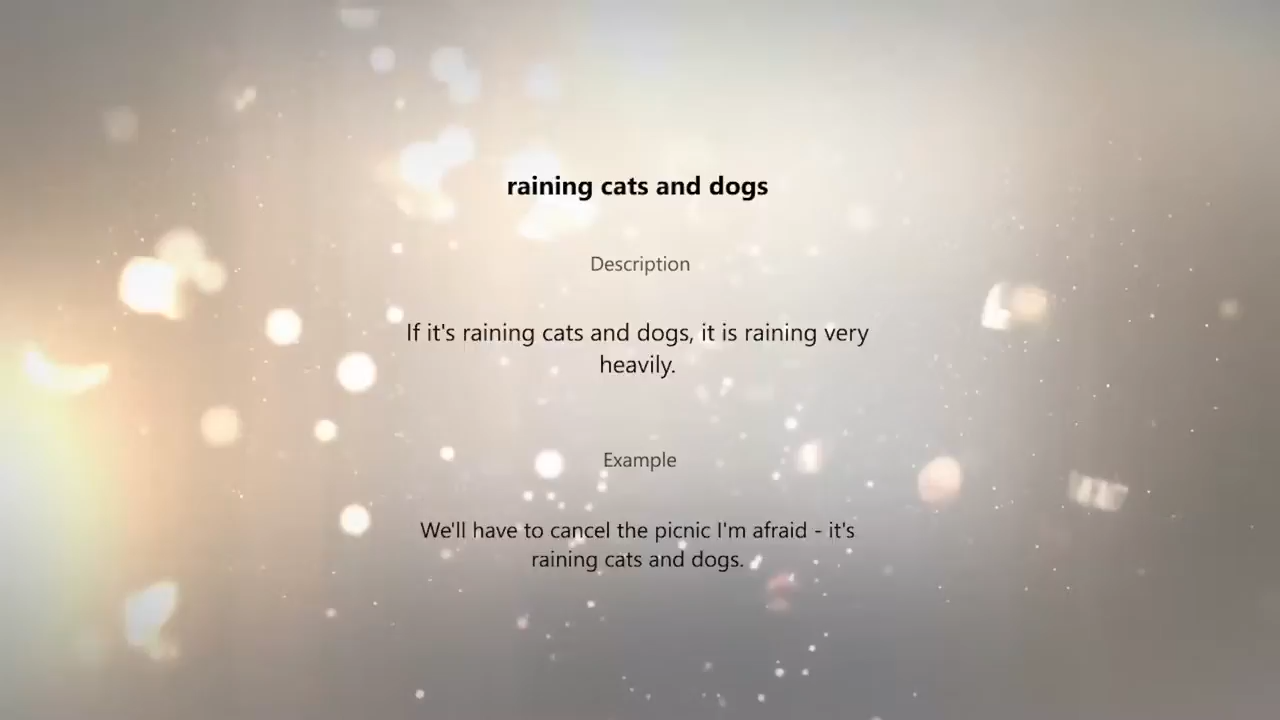 raining cats and dogs
Description
If it's raining cats and dogs, it is raining very
heavily.
Example
We'll have to cancel the picnic I'm afraid - it's
raining cats and dogs.